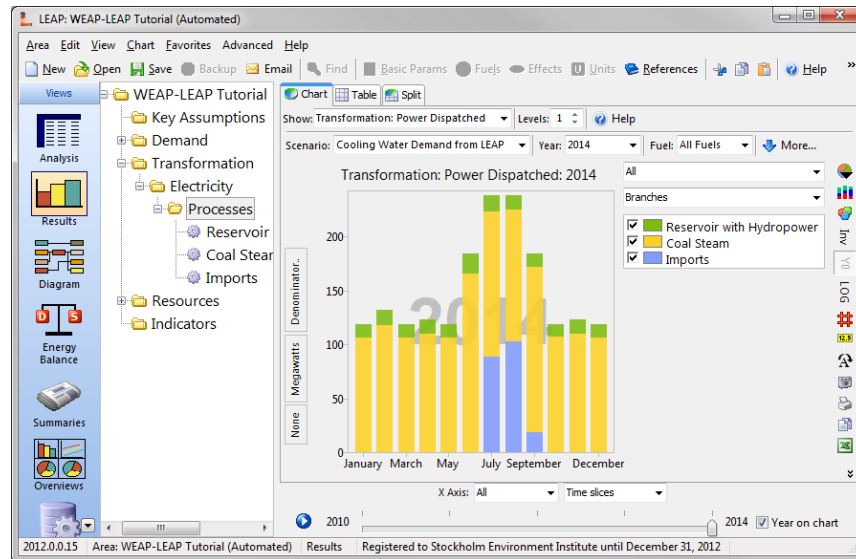 LEAP: WEAP-LEAP Tutorial (Automated)
Area Edit View Chart Favorites Advanced Help
New Open Save Backup Email Find Basic Params Fuels Effects Units References Help »
Views
Analysis
Results
Diagram
Energy
Balance
Summaries
Overviews
WEAP-LEAP Tutorial
Key Assumptions
Demand
Transformation
Electricity
Processes
Reservoir
Coal Stear
Imports
Resources
Indicators
Chart Table Split
Show: Transformation: Power Dispatched Levels: 1 Help
Scenario: Cooling Water Demand from LEAP Year: 2014 Fuel: All Fuels More...
Transformation: Power Dispatched: 2014
All
Branches
Reservoir with Hydropower
Coal Steam
Imports
Denominator..
Megawatts
None
200
150
100
50
0
2014
January March May July September December
Inv
Y0
LOG
12.5
X Axis: All Time slices
2010 2014 Year on chart
2012.0.0.15 Area: WEAP-LEAP Tutorial (Automated) Results Registered to Stockholm Environment Institute until December 31, 2012